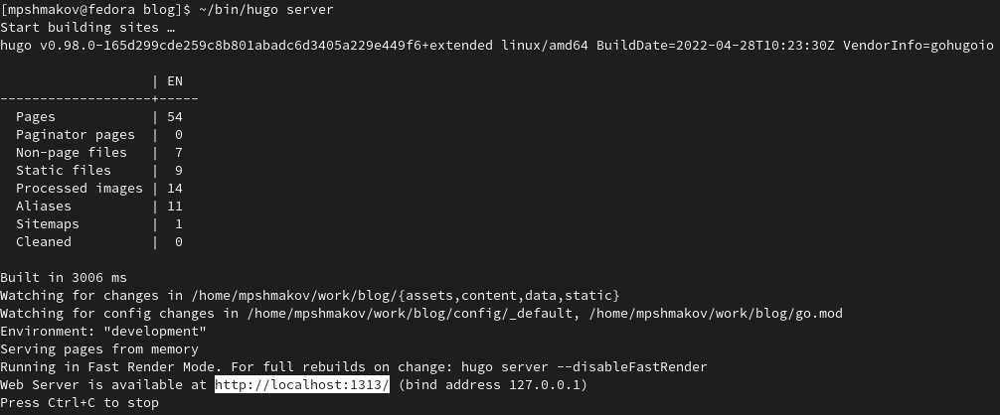 [mpshmakov@fedora blog]$ ~/bin/hugo server
Start building sites …
hugo v0.98.0-165d299cde259c8b801abadc6d3405a229e449f6+extended linux/amd64 BuildDate=2022-04-28T10:23:30Z VendorInfo=gohugoio
                   | EN
-------------------+-----
  Pages            | 54
  Paginator pages  |  0
  Non-page files   |  7
  Static files     |  9
  Processed images | 14
  Aliases          | 11
  Sitemaps         |  1
  Cleaned          |  0
Built in 3006 ms
Watching for changes in /home/mpshmakov/work/blog/{assets,content,data,static}
Watching for config changes in /home/mpshmakov/work/blog/config/_default, /home/mpshmakov/work/blog/go.mod
Environment: "development"
Serving pages from memory
Running in Fast Render Mode. For full rebuilds on change: hugo server --disableFastRender
Web Server is available at http://localhost:1313/ (bind address 127.0.0.1)
Press Ctrl+C to stop